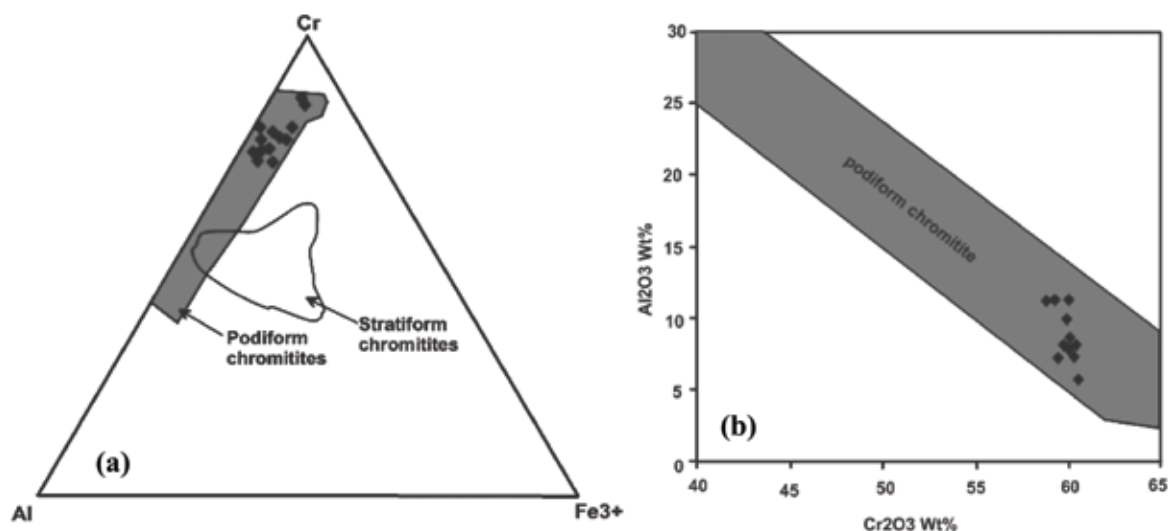 Cr
Podiform
chromitites
Stratiform
chromitites
(a)
Al
Fe3+
30
25
20
15
10
5
0
Al2O3 Wt%
podiform chromitite
(b)
40
45
50
55
60
65
Cr2O3 Wt%